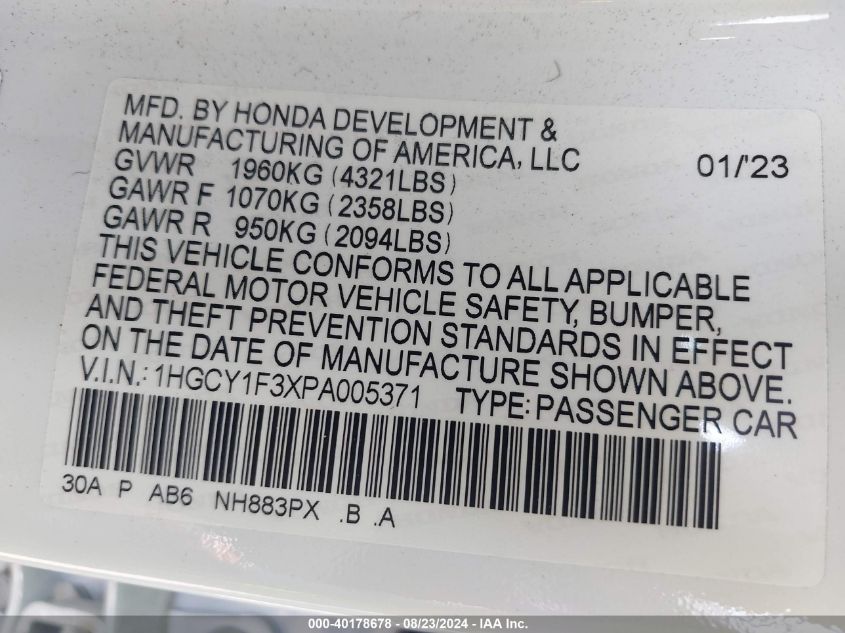 MFD. BY HONDA DEVELOPMENT &
MANUFACTURING OF AMERICA, LLC
GVWR 1960KG (4321LBS) 01/'23
GAWR F 1070KG (2358LBS)
GAWR R 950KG (2094LBS)
THIS VEHICLE CONFORMS TO ALL APPLICABLE
FEDERAL MOTOR VEHICLE SAFETY, BUMPER,
AND THEFT PREVENTION STANDARDS IN EFFECT
ON THE DATE OF MANUFACTURE SHOWN ABOVE.
V.I.N.: 1HGCY1F3XPA005371 TYPE: PASSENGER CAR
30A P AB6 NH883PX .B .A
000-40178678 - 08/23/2024 - IAA Inc.